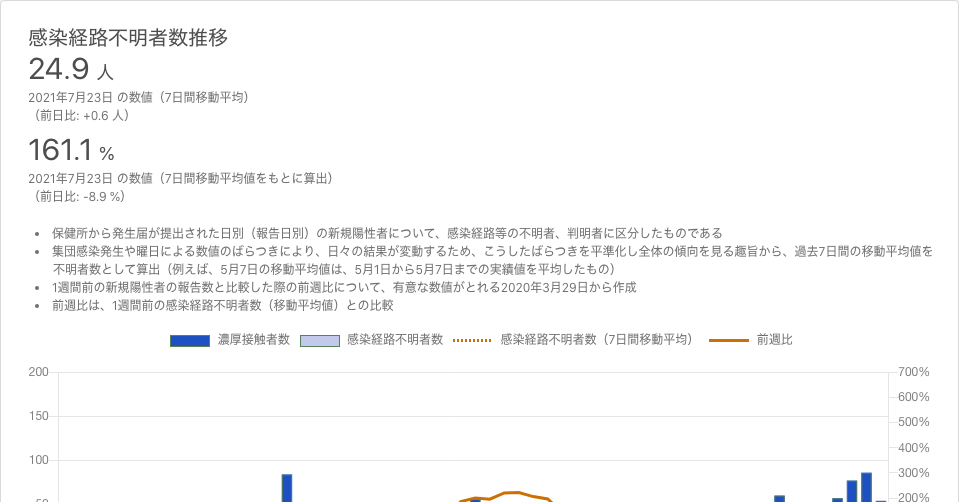 感染経路不明者数推移
24.9 人
2021年7月23日 の数値（7日間移動平均）
（前日比: +0.6 人）
161.1 %
2021年7月23日 の数値（7日間移動平均値をもとに算出）
（前日比: -8.9 %）
• 保健所から発生届が提出された日別（報告日別）の新規陽性者について、感染経路等の不明者、判明者に区分したものである
• 集団感染発生や曜日による数値のばらつきにより、日々の結果が変動するため、こうしたばらつきを平準化し全体の傾向を見る趣旨から、過去7日間の移動平均値を
不明者数として算出（例えば、5月7日の移動平均値は、5月1日から5月7日までの実績値を平均したもの）
• 1週間前の新規陽性者の報告数と比較した際の前週比について、有意な数値がとれる2020年3月29日から作成
• 前週比は、1週間前の感染経路不明者数（移動平均値）との比較
濃厚接触者数 感染経路不明者数 感染経路不明者数（7日間移動平均） 前週比
200 700%
600%
150 500%
400%
100 300%
50 200%